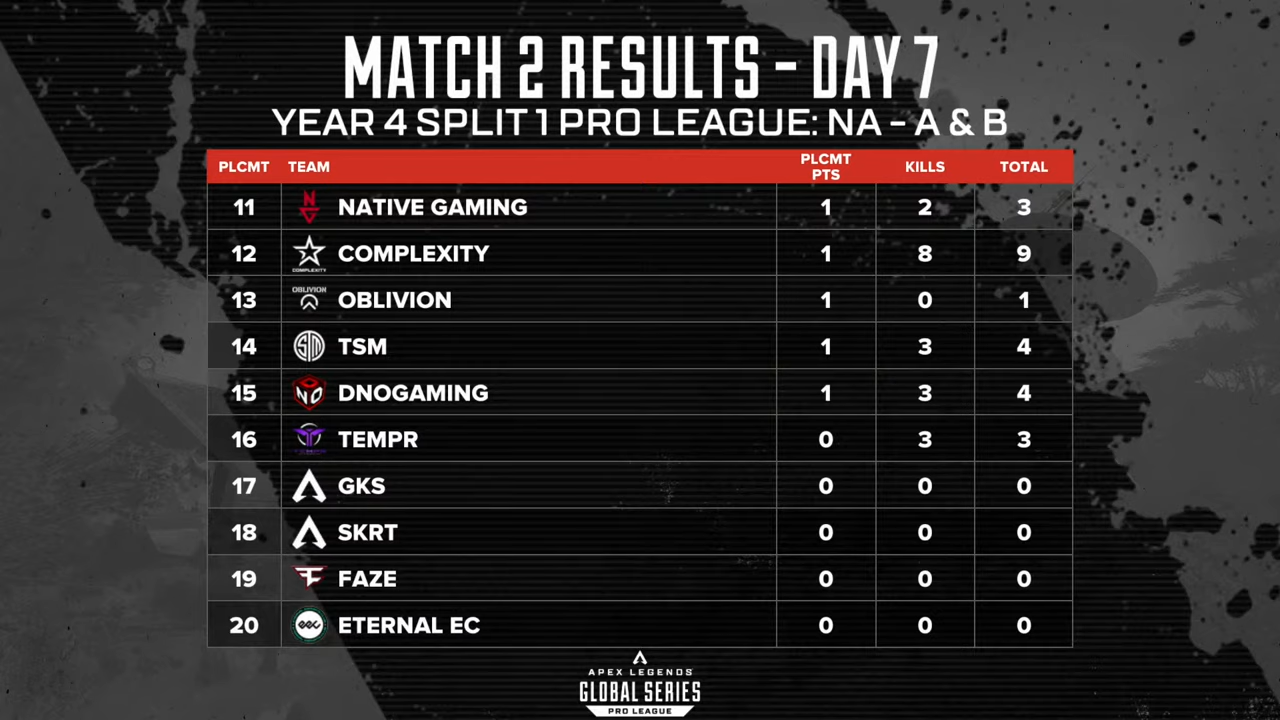 MATCH 2 RESULTS - DAY 7
YEAR 4 SPLIT 1 PRO LEAGUE: NA - A & B
PLCMT TEAM PLCMT PTS KILLS TOTAL
11 NATIVE GAMING 1 2 3
12 COMPLEXITY 1 8 9
COMPLEXITY
13 OBLIVION 1 0 1
OBLIVION
14 TSM 1 3 4
TSM
15 DNOGAMING 1 3 4
NO
16 TEMPR 0 3 3
17 GKS 0 0 0
18 SKRT 0 0 0
19 FAZE 0 0 0
20 ETERNAL EC 0 0 0
APEX LEGENDS
GLOBAL SERIES
PRO LEAGUE